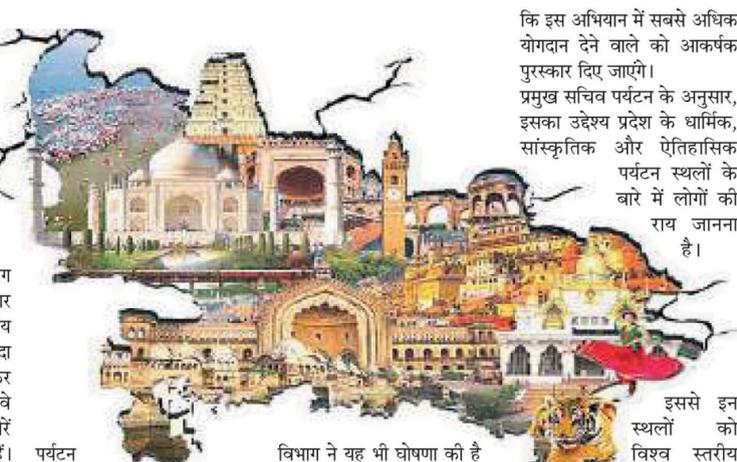 ग
ार
य
दा
कर
वे
रें
हैं। पर्यटन
विभाग ने यह भी घोषणा की है
कि इस अभियान में सबसे अधिक
योगदान देने वाले को आकर्षक
पुरस्कार दिए जाएंगे।
प्रमुख सचिव पर्यटन के अनुसार,
इसका उद्देश्य प्रदेश के धार्मिक,
सांस्कृतिक और ऐतिहासिक
पर्यटन स्थलों के
बारे में लोगों की
राय जानना
है।
इससे इन
स्थलों को
विश्व स्तरीय